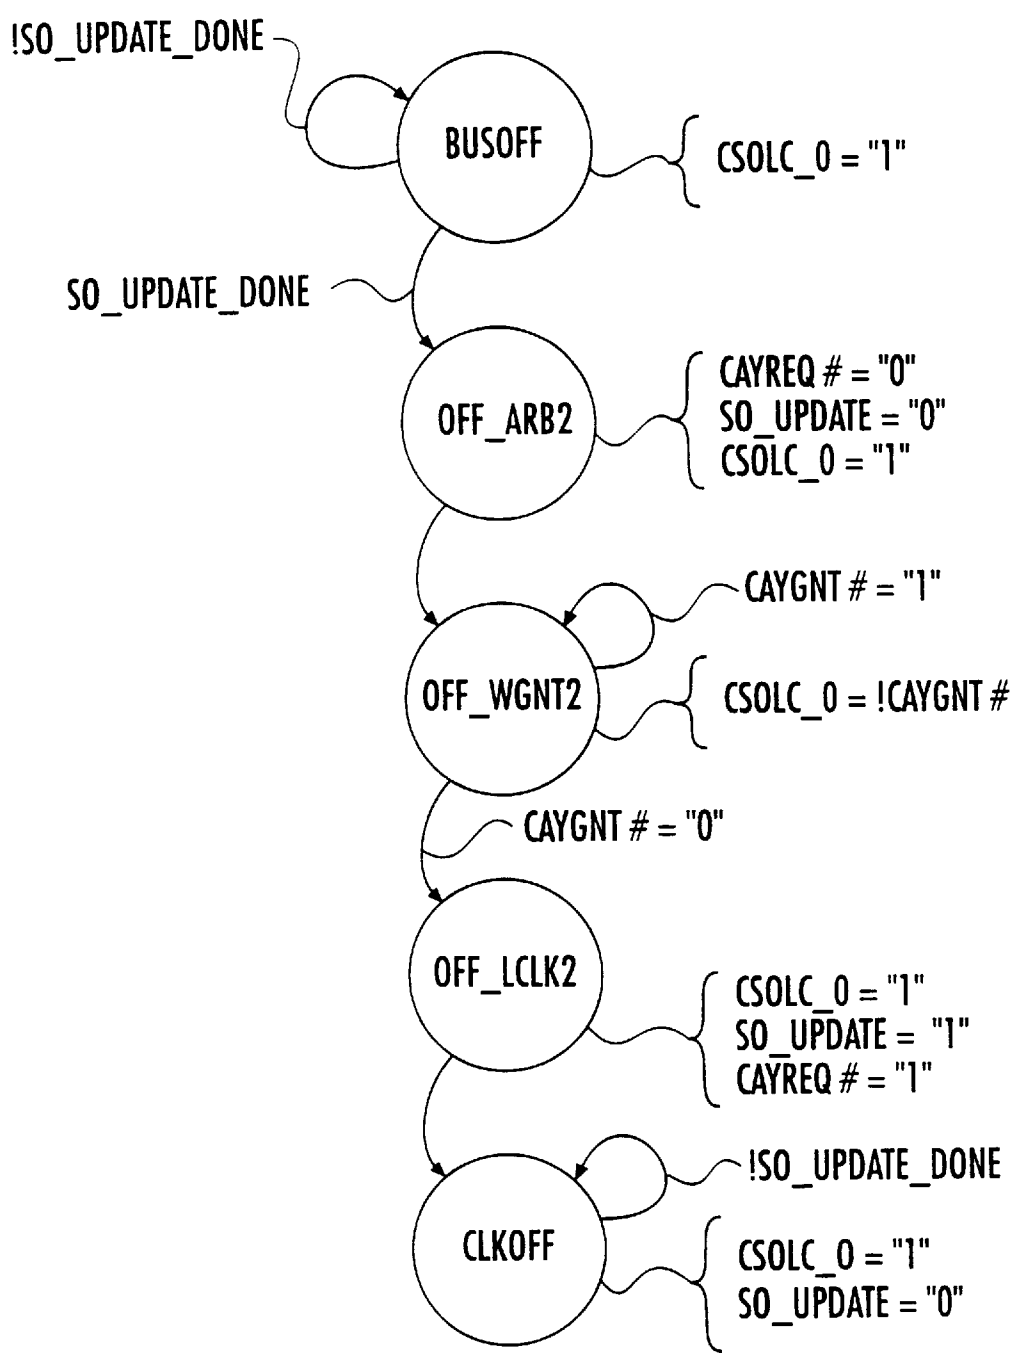 !SO_UPDATE_DONE
BUSOFF
CSOLC_0 = "1"
SO_UPDATE_DONE
CAYREQ # = "0"
OFF_ARB2
SO_UPDATE = "0"
CSOLC_0 = "1"
CAYGNT # = "1"
OFF_WGNT2
CSOLC_0 = !CAYGNT #
CAYGNT # = "0"
OFF_LCLK2
CSOLC_0 = "1"
SO_UPDATE = "1"
CAYREQ # = "1"
!SO_UPDATE_DONE
CLKOFF
CSOLC_0 = "1"
SO_UPDATE = "0"